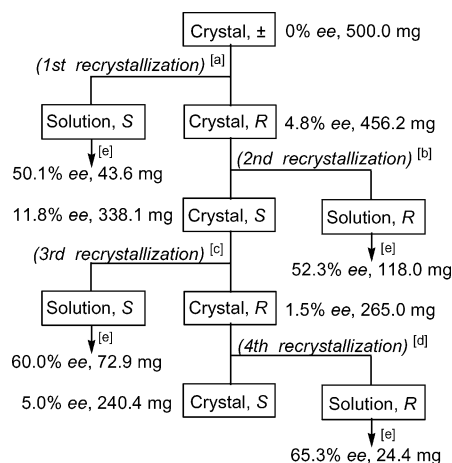 Crystal, ± 0% ee, 500.0 mg
(1st recrystallization) [a]
Solution, S Crystal, R 4.8% ee, 456.2 mg
[e] (2nd recrystallization) [b]
50.1% ee, 43.6 mg
11.8% ee, 338.1 mg Crystal, S Solution, R
(3rd recrystallization) [c] [e]
52.3% ee, 118.0 mg
Solution, S Crystal, R 1.5% ee, 265.0 mg
[e] (4th recrystallization) [d]
60.0% ee, 72.9 mg
5.0% ee, 240.4 mg Crystal, S Solution, R
[e]
65.3% ee, 24.4 mg